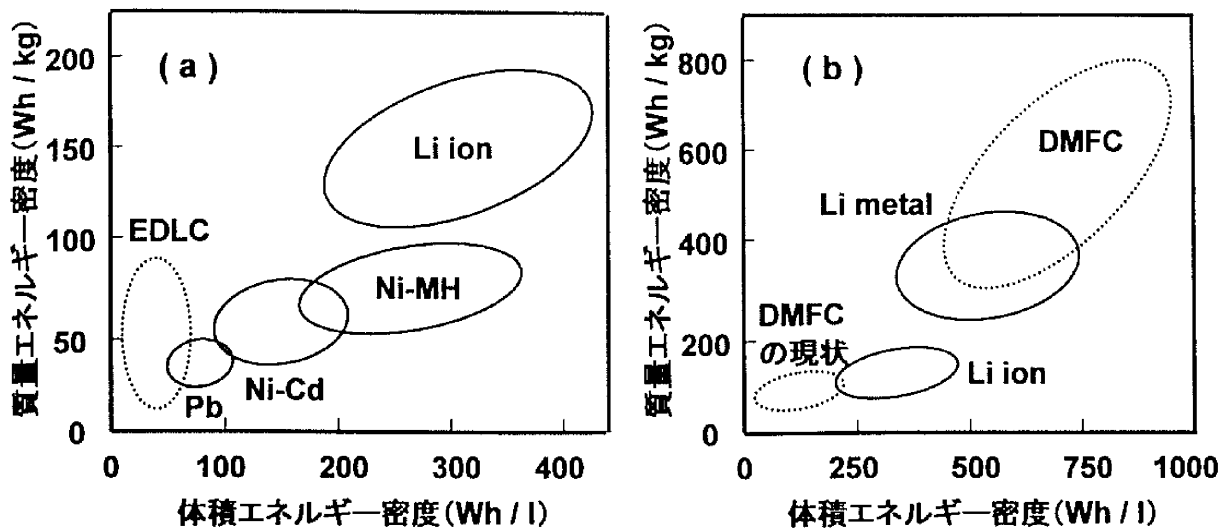 質量エネルギー密度(Wh / kg)
200
150
100
50
0
( a )
Li ion
EDLC
Ni-MH
Pb
Ni-Cd
0
100
200
300
400
体積エネルギー密度(Wh / l)
質量エネルギー密度(Wh / kg)
800
600
400
200
0
( b )
DMFC
Li metal
DMFC
の現状
Li ion
0
250
500
750
1000
体積エネルギー密度(Wh / l)